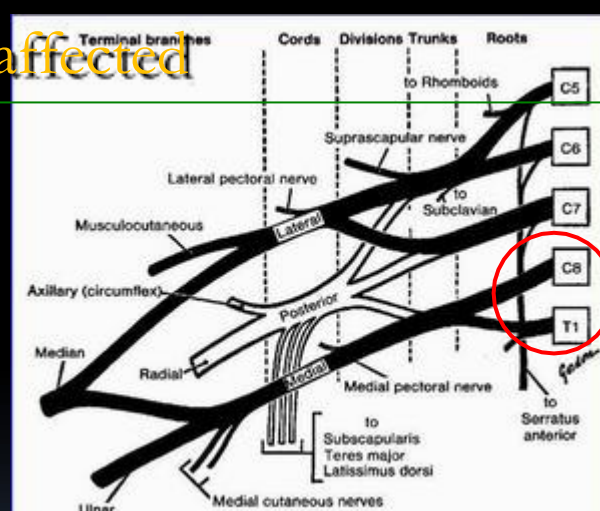 affected
Terminal branches
Cords
Divisions
Trunks
Roots
to Rhomboids
C5
Suprascapular nerve
C6
Lateral pectoral nerve
to
Subclavian
C7
Musculocutaneous
Lateral
C8
Axillary (circumflex)
Posterior
T1
Median
Radial
Medial
Medial pectoral nerve
to
Serratus
anterior
to
Subscapularis
Teres major
Latissimus dorsi
Medial cutaneous nerves
Ulnar